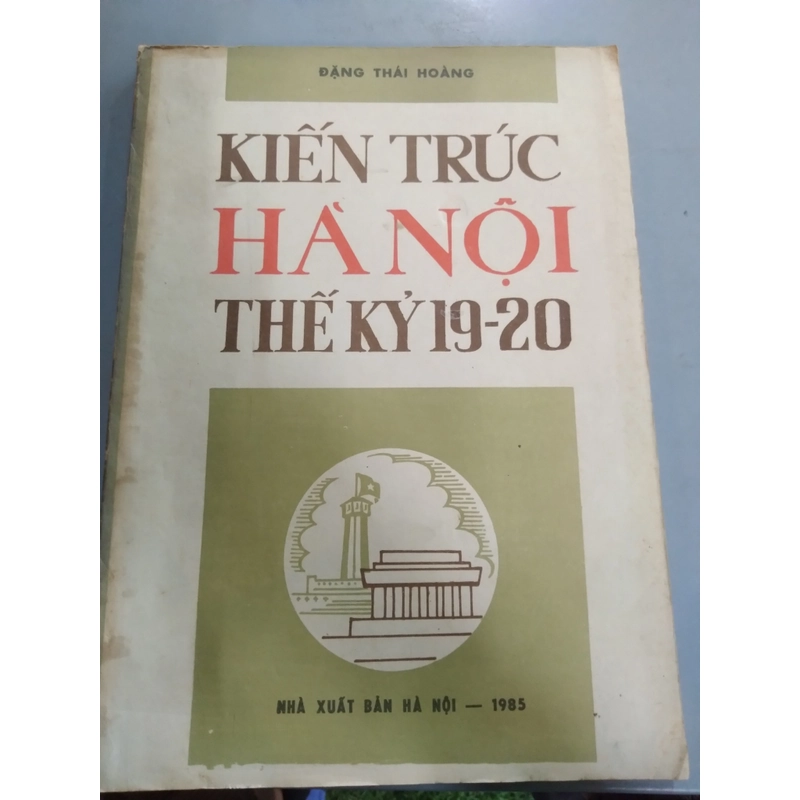 ĐẶNG THÁI HOÀNG
KIẾN TRÚC
HÀ NỘI
THẾ KỶ 19-20
NHÀ XUẤT BẢN HÀ NỘI — 1985